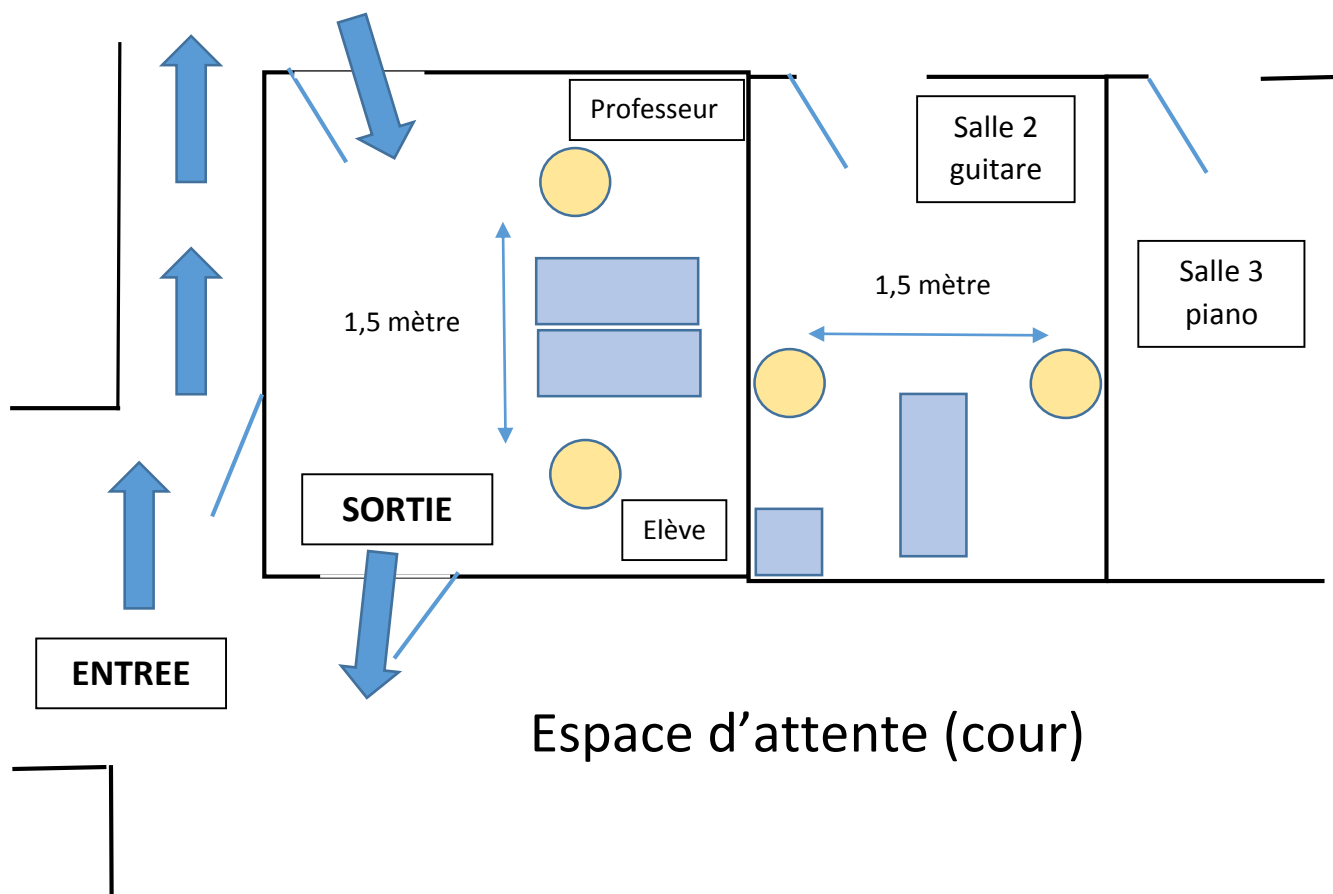 Professeur
Salle 2
guitare
Salle 3
piano
1,5 mètre
1,5 mètre
SORTIE
Elève
ENTREE
Espace d’attente (cour)